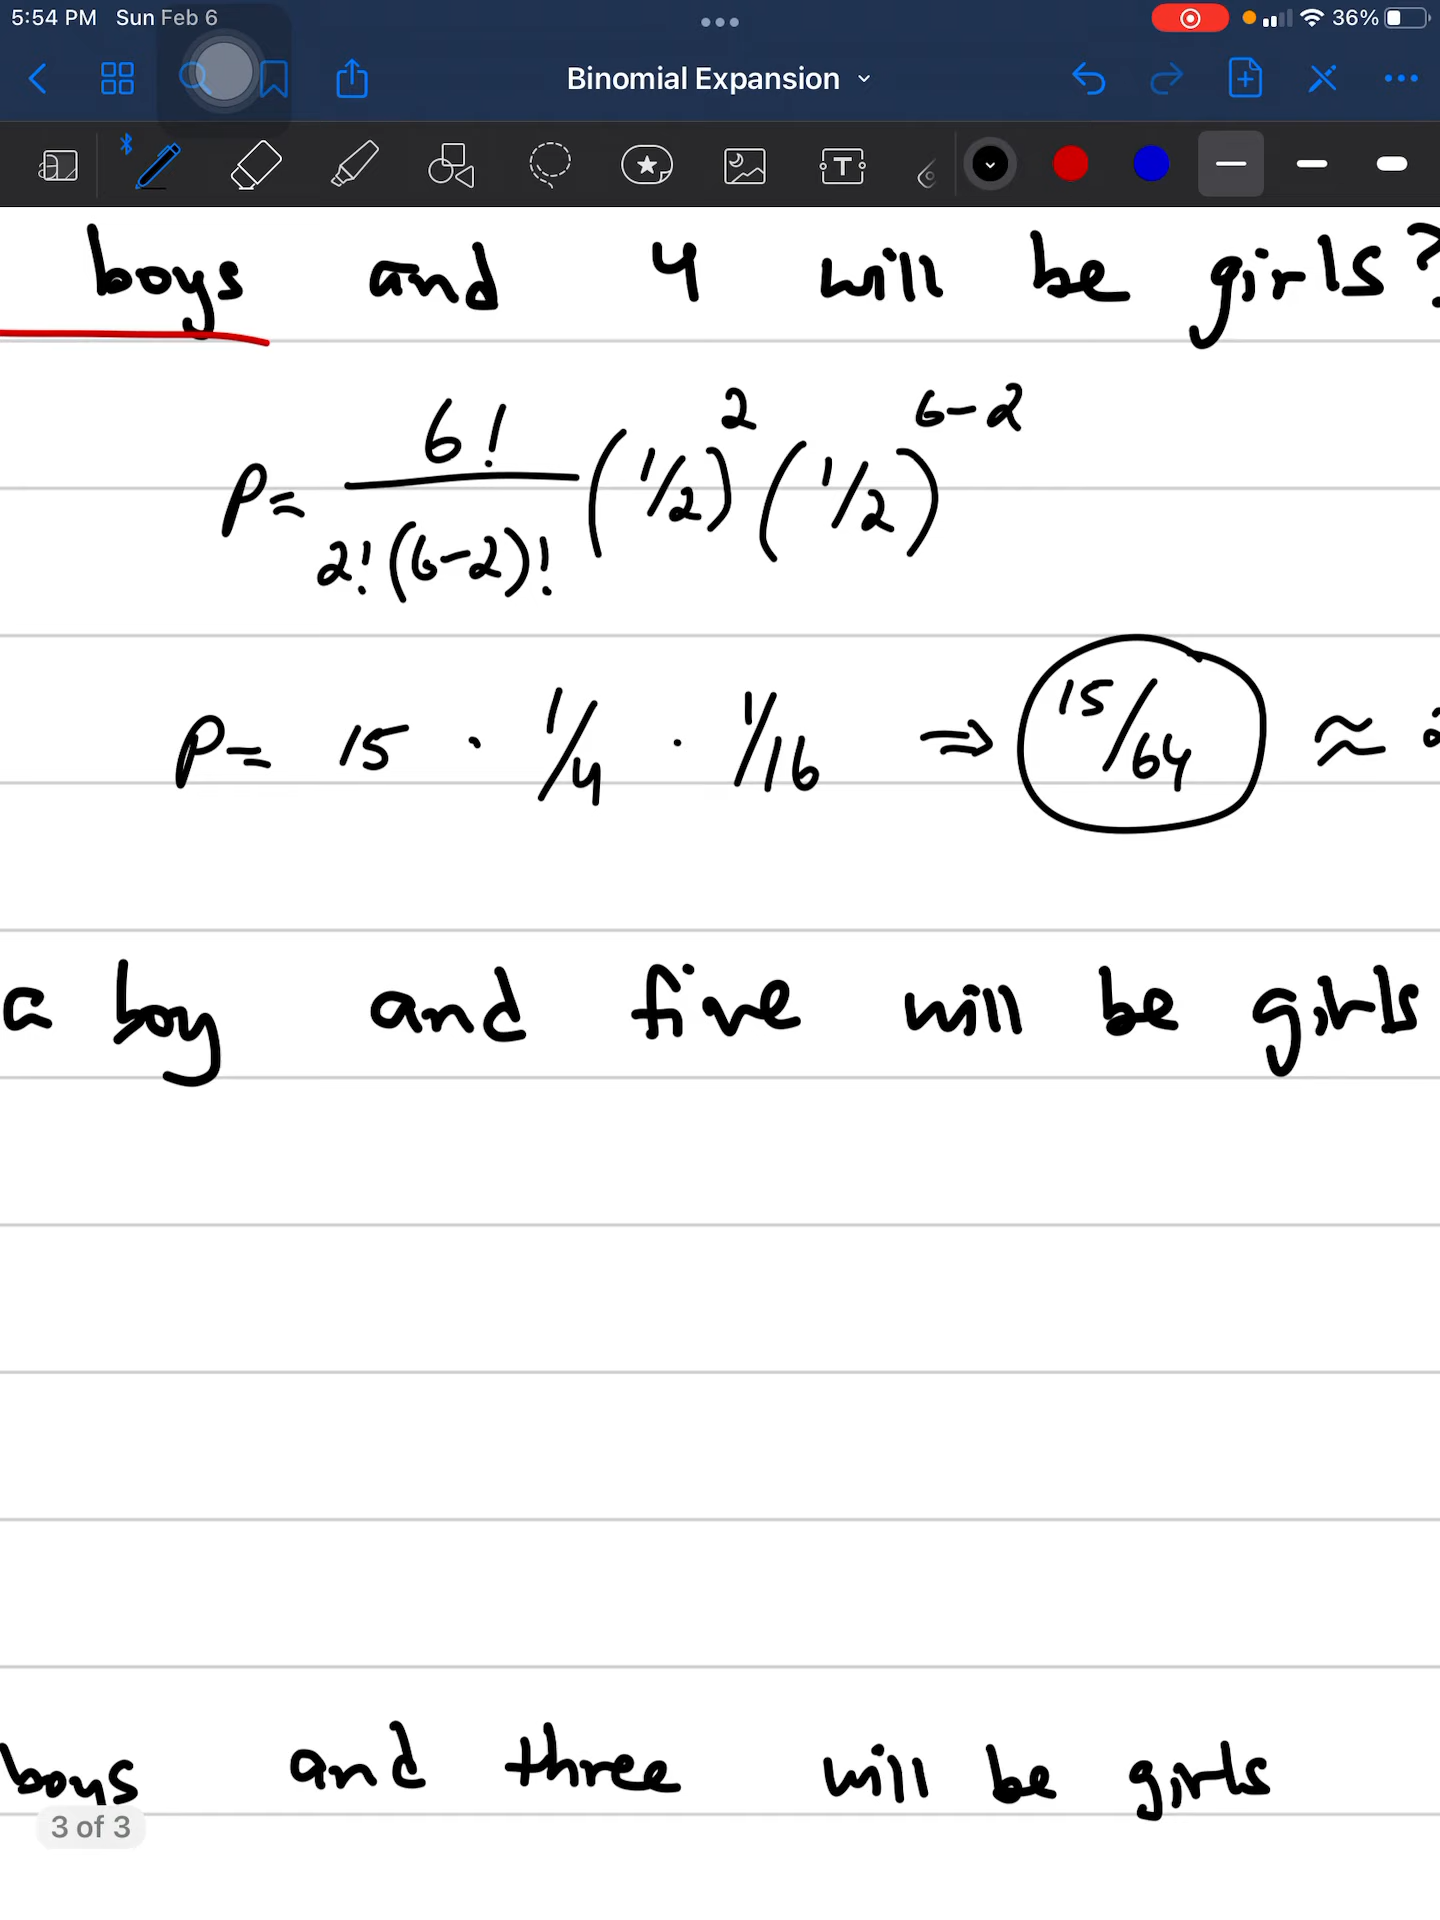 5:54 PM Sun Feb 6 36%
Binomial Expansion
T
boys and 4 will be girls?
P= 6! / 2!(6-2)! (1/2)^2 (1/2)^6-2
P= 15 · 1/4 · 1/16 ⇒ 15/64 ≈
a boy and five will be girls
boys and three will be girls
3 of 3